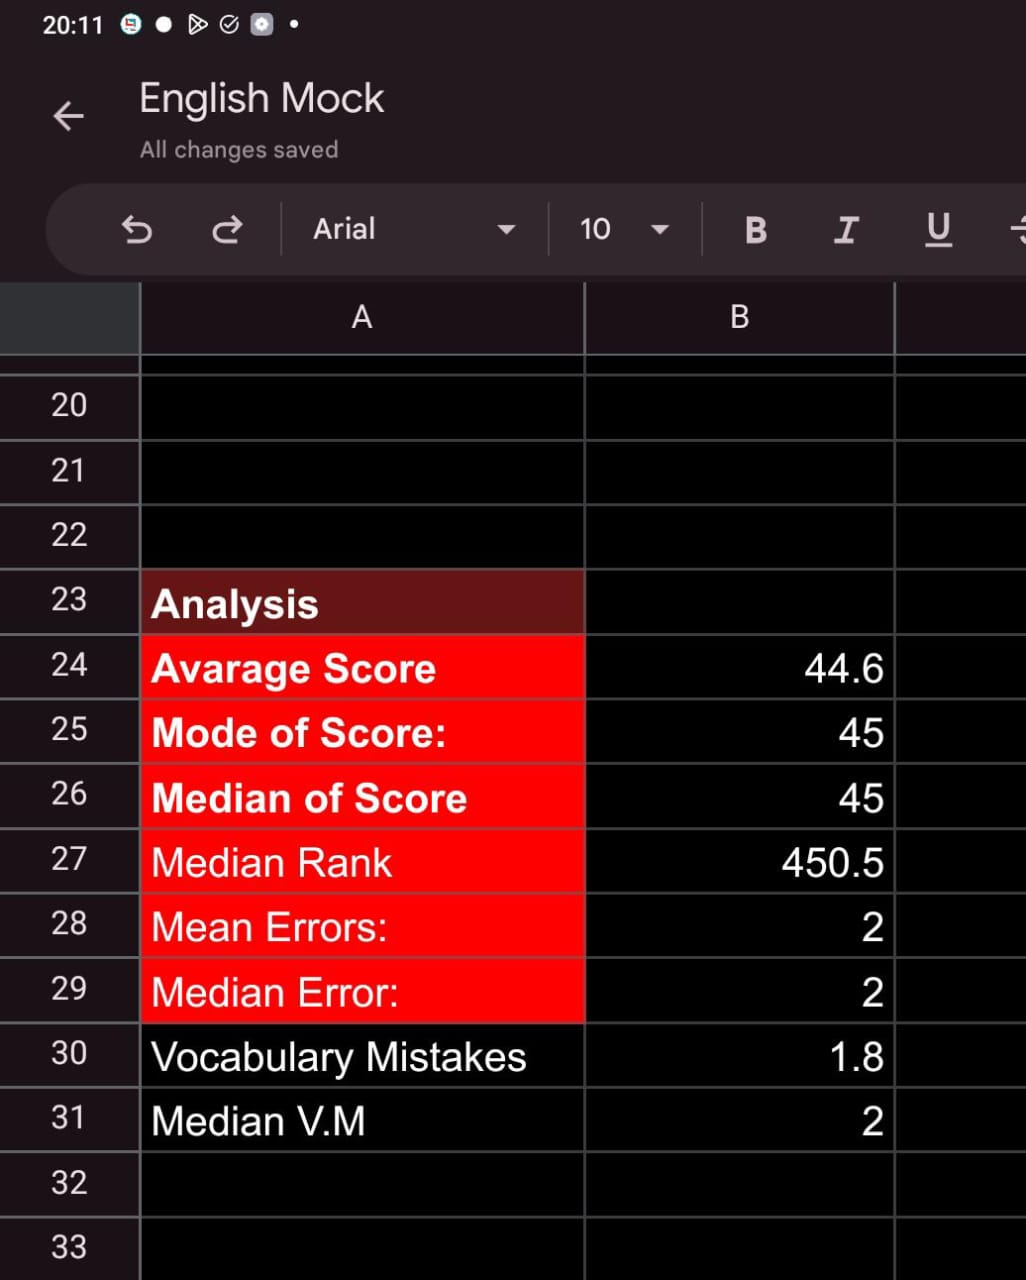 20:11
English Mock
All changes saved
Arial 10 B I U
A B
20
21
22
23 Analysis
24 Avarage Score 44.6
25 Mode of Score: 45
26 Median of Score 45
27 Median Rank 450.5
28 Mean Errors: 2
29 Median Error: 2
30 Vocabulary Mistakes 1.8
31 Median V.M 2
32
33